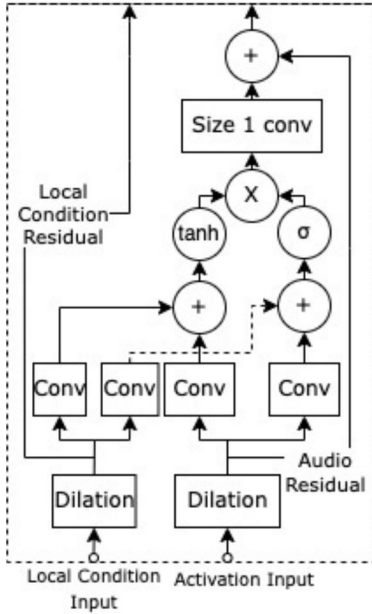 +
Size 1 conv
X
Local
Condition
Residual
tanh
σ
+
+
Conv
Conv
Conv
Conv
Audio
Residual
Dilation
Dilation
Local Condition
Input
Activation Input